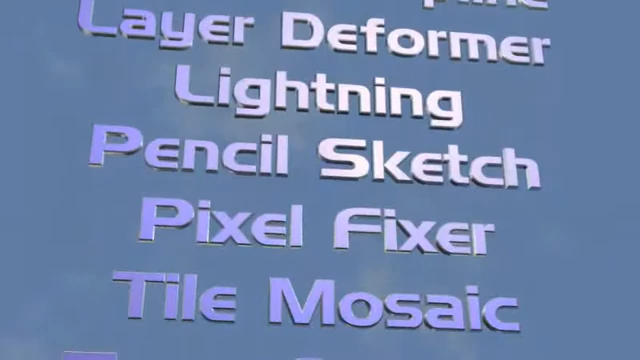 Layer Deformer
Lightning
Pencil Sketch
Pixel Fixer
Tile Mosaic